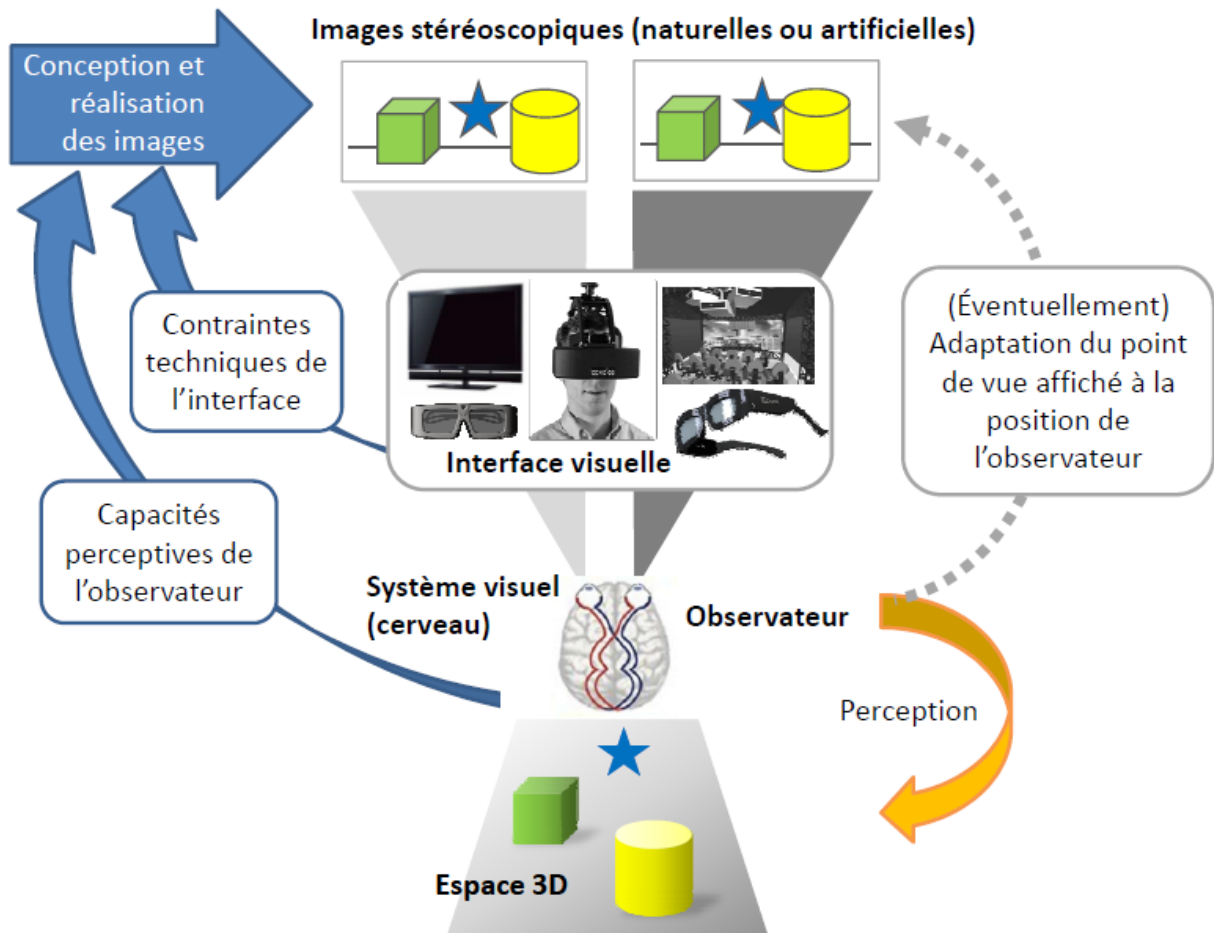 Images stéréoscopiques (naturelles ou artificielles)
Conception et
réalisation
des images
Contraintes
techniques de
l'interface
Interface visuelle
(Éventuellement)
Adaptation du point
de vue affiché à la
position de
l'observateur
Capacités
perceptives de
l'observateur
Système visuel
(cerveau)
Observateur
Perception
Espace 3D